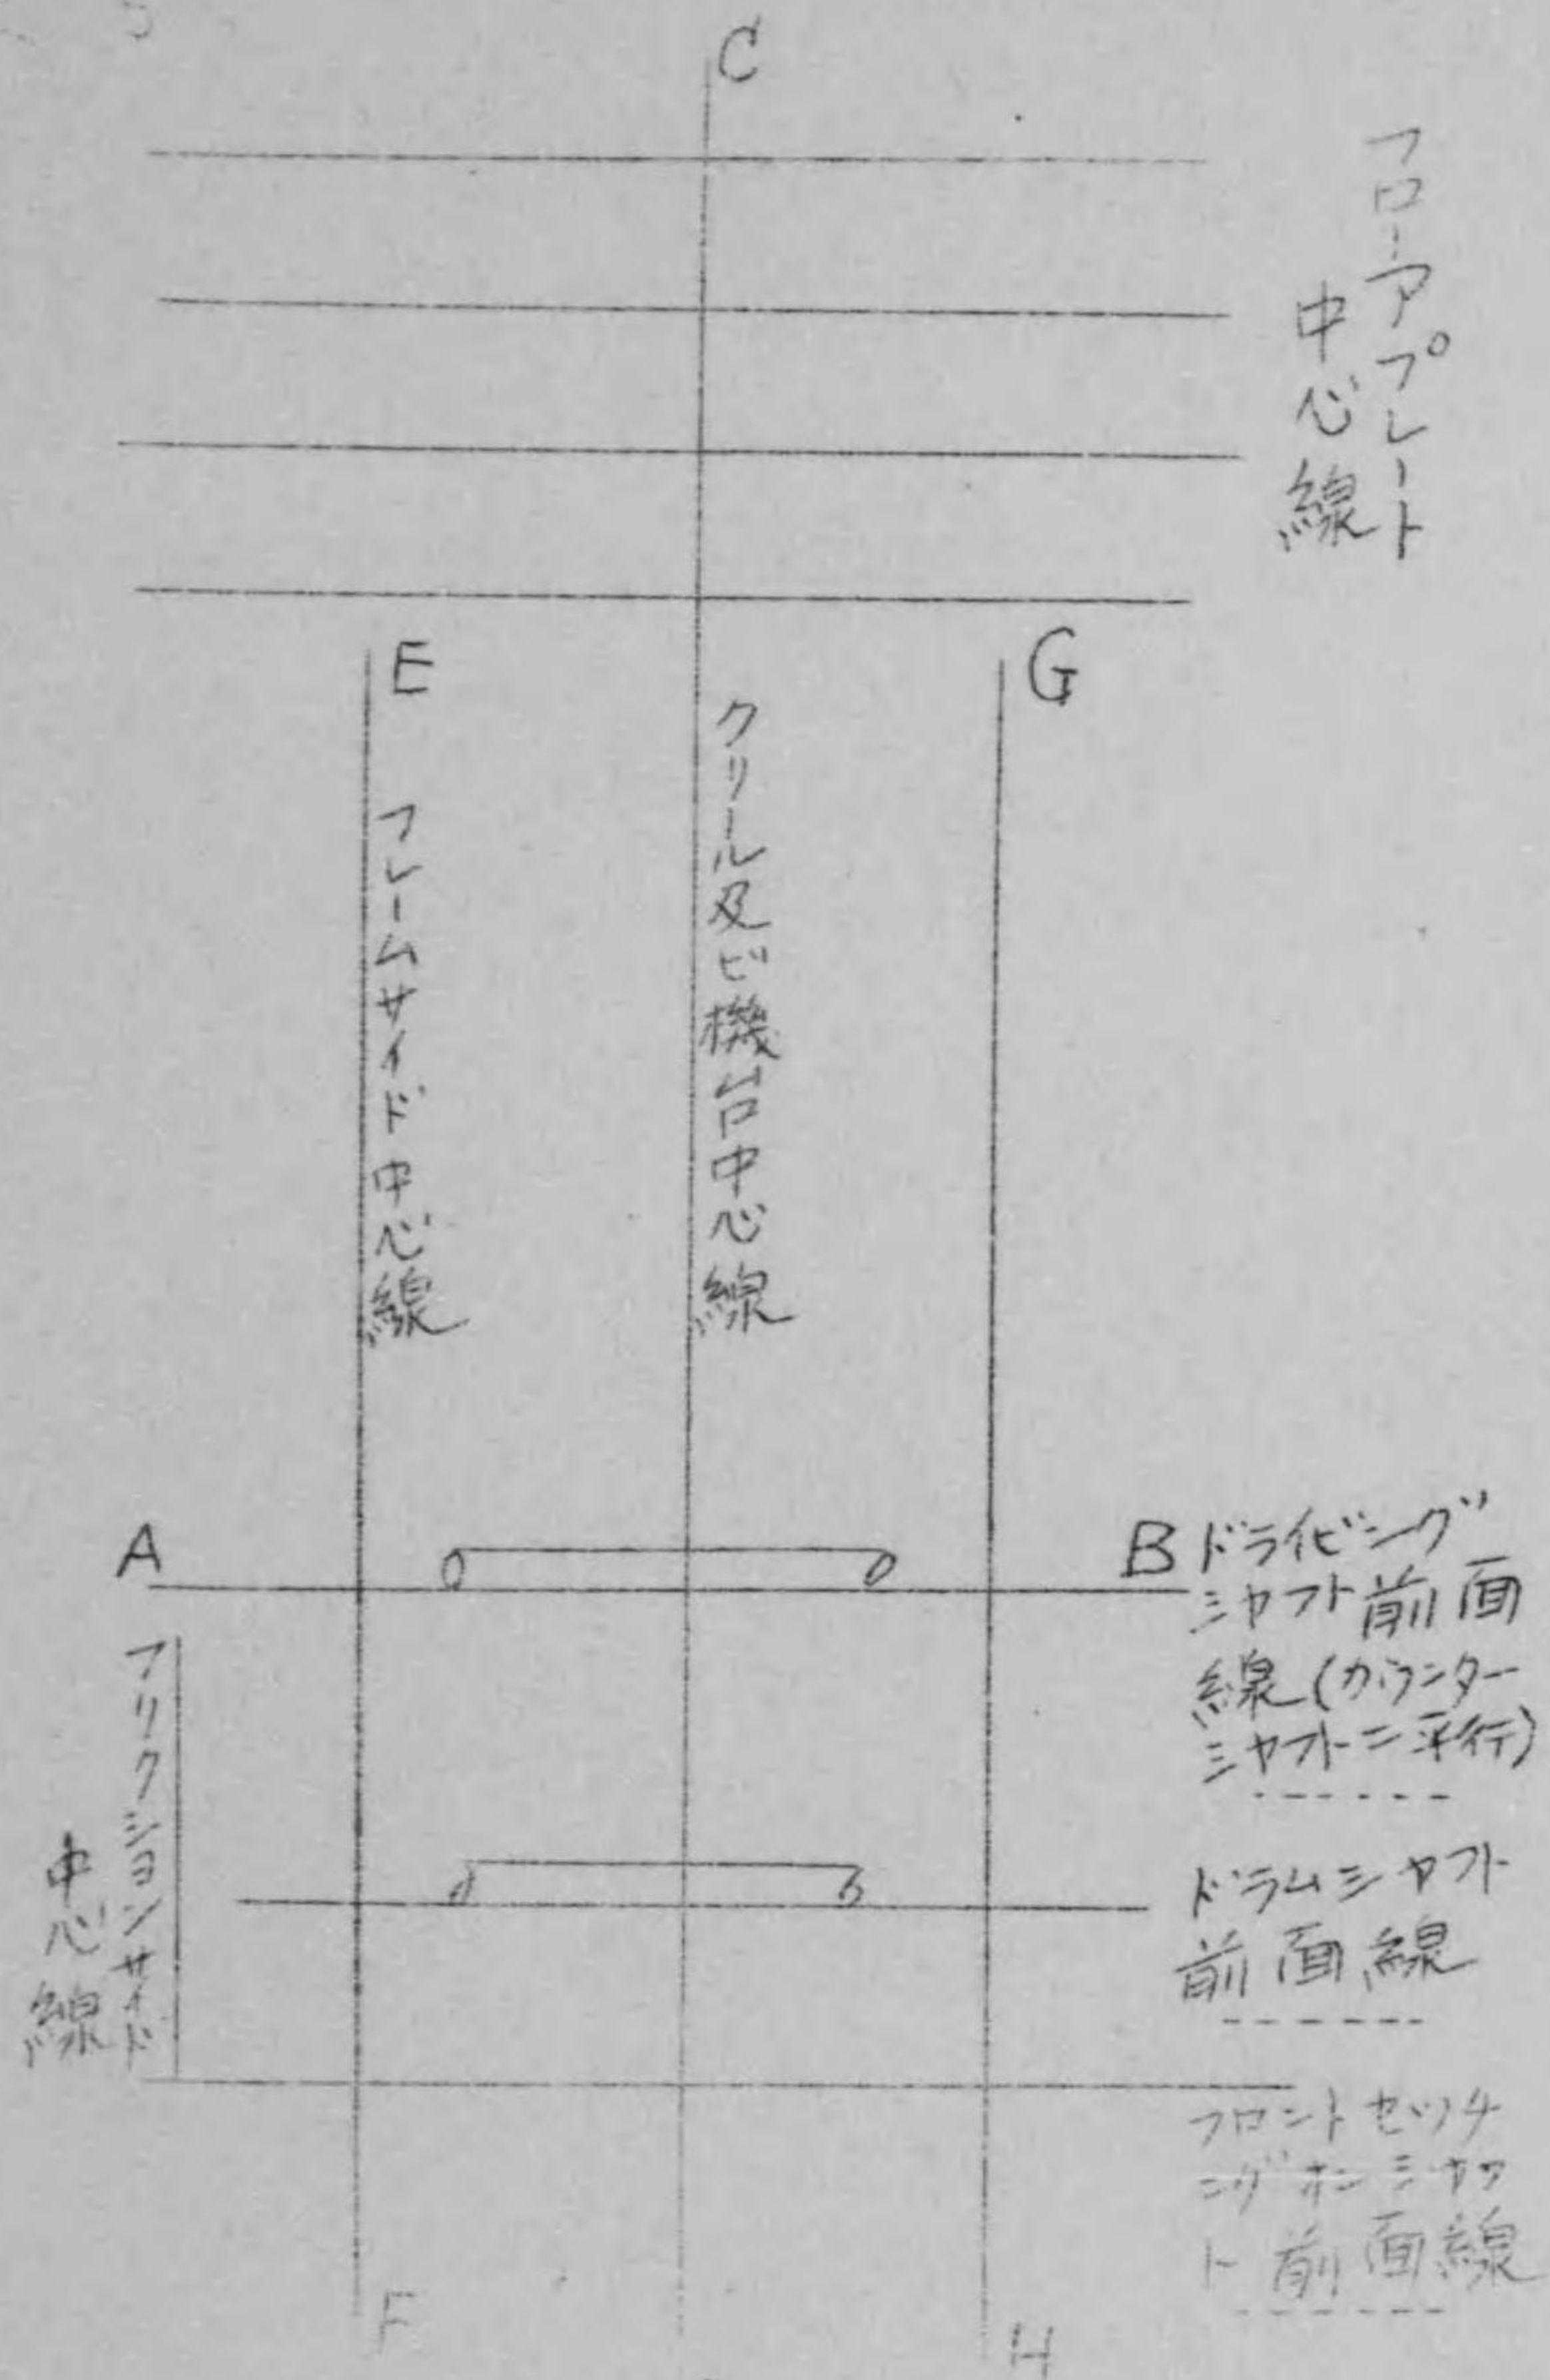 C
フローアプレート
中心線
E
G
クリール及ビ機台中心線
フレームサイド中心線
A
B
ドライビング
シャフト前面
線(カウンター
シャフトニ平行)
フリクションサイド
中心線
ドラムシャフト
前面線
フロントセッチ
ングオンシャフ
ト前面線
F
H